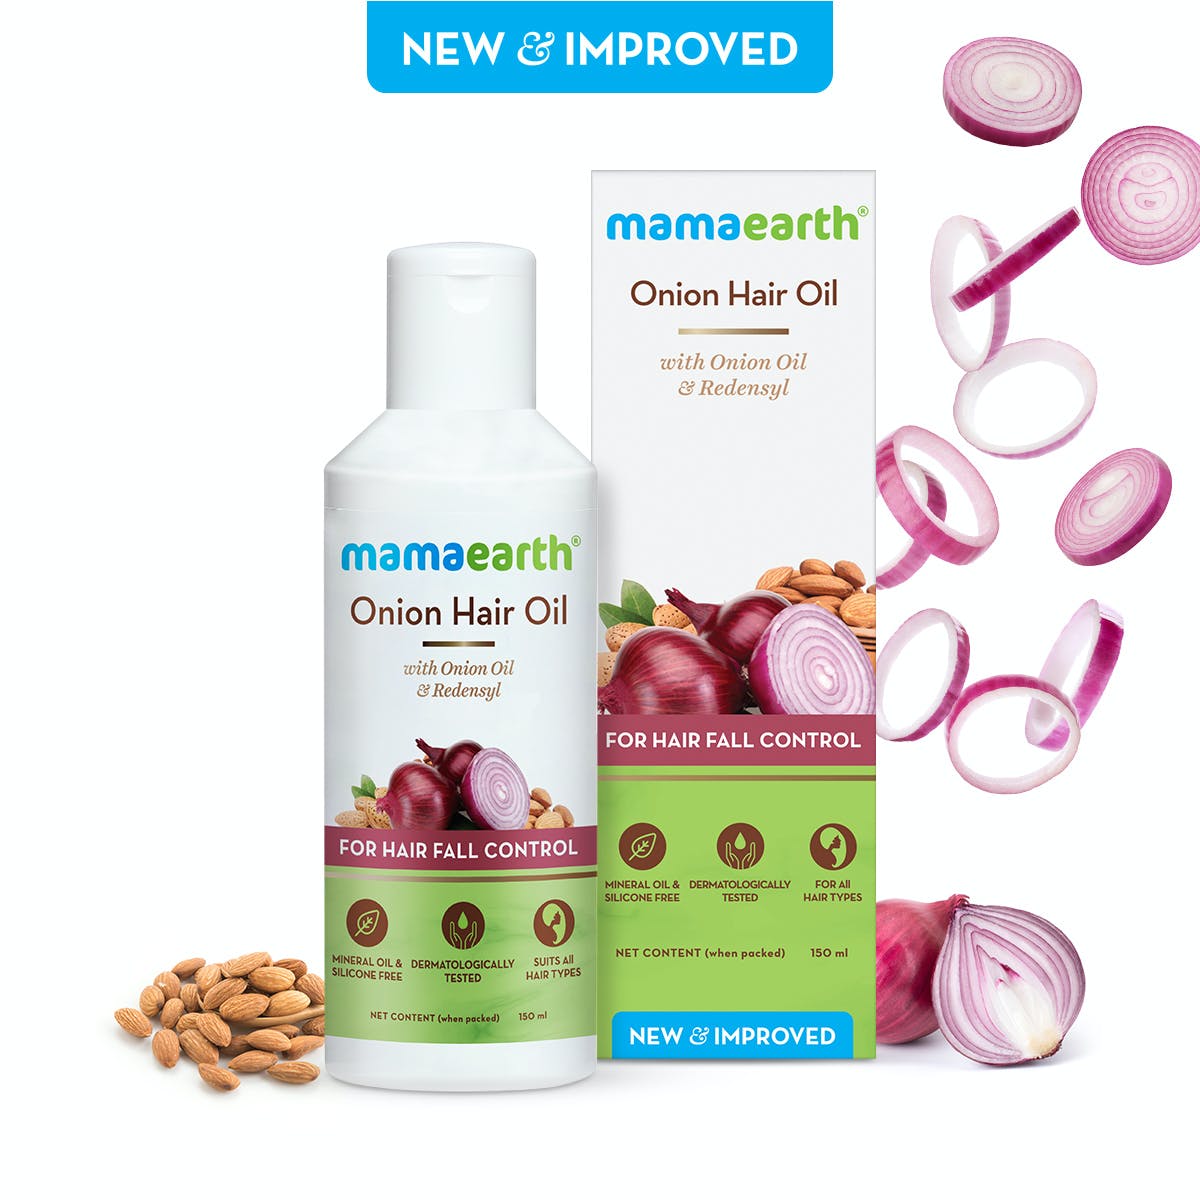 NEW & IMPROVED
mamaearth®
Onion Hair Oil
with Onion Oil
& Redensyl
FOR HAIR FALL CONTROL
MINERAL OIL &
SILICONE FREE
DERMATOLOGICALLY
TESTED
FOR All
HAIR TYPES
NET CONTENT (when packed) 150 ml
NEW & IMPROVED
mamaearth®
Onion Hair Oil
with Onion Oil
& Redensyl
FOR HAIR FALL CONTROL
MINERAL OIL &
SILICONE FREE
DERMATOLOGICALLY
TESTED
SUITS All
HAIR TYPES
NET CONTENT (when packed) 150 ml